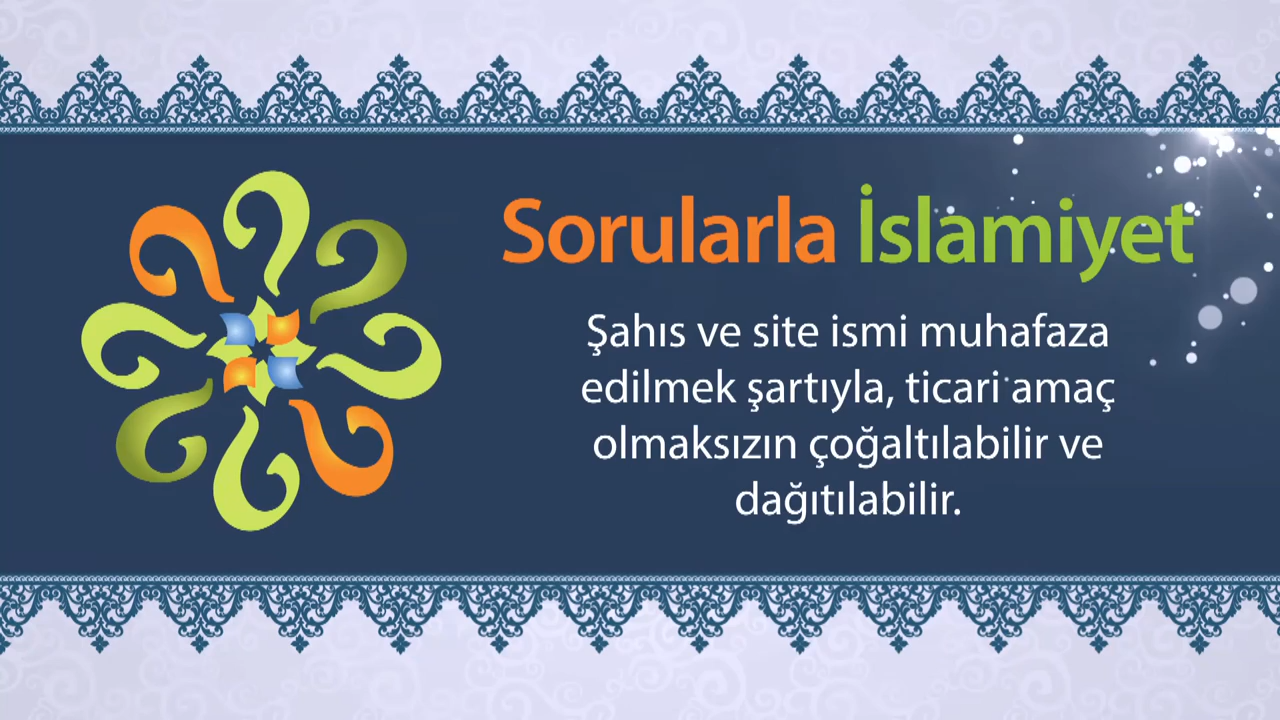 Sorularla İslamiyet
Şahıs ve site ismi muhafaza
edilmek şartıyla, ticari amaç
olmaksızın çoğaltılabilir ve
dağıtılabilir.